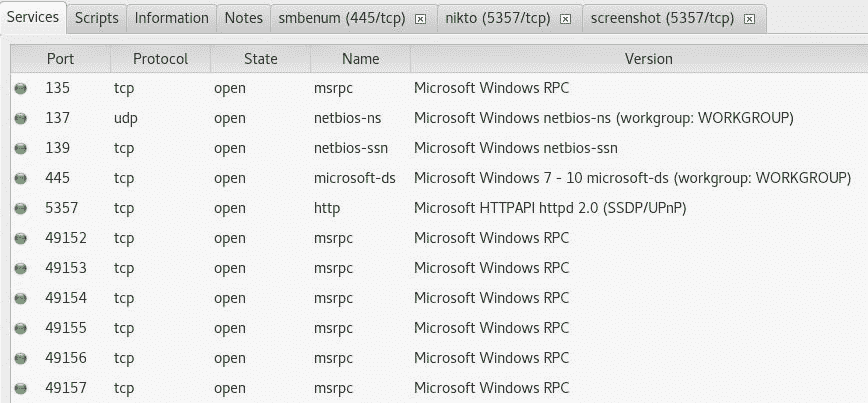 Services Scripts Information Notes smbenum (445/tcp) nikto (5357/tcp) screenshot (5357/tcp)
Port Protocol State Name Version
135 tcp open msrpc Microsoft Windows RPC
137 udp open netbios-ns Microsoft Windows netbios-ns (workgroup: WORKGROUP)
139 tcp open netbios-ssn Microsoft Windows netbios-ssn
445 tcp open microsoft-ds Microsoft Windows 7 - 10 microsoft-ds (workgroup: WORKGROUP)
5357 tcp open http Microsoft HTTPAPI httpd 2.0 (SSDP/UPnP)
49152 tcp open msrpc Microsoft Windows RPC
49153 tcp open msrpc Microsoft Windows RPC
49154 tcp open msrpc Microsoft Windows RPC
49155 tcp open msrpc Microsoft Windows RPC
49156 tcp open msrpc Microsoft Windows RPC
49157 tcp open msrpc Microsoft Windows RPC